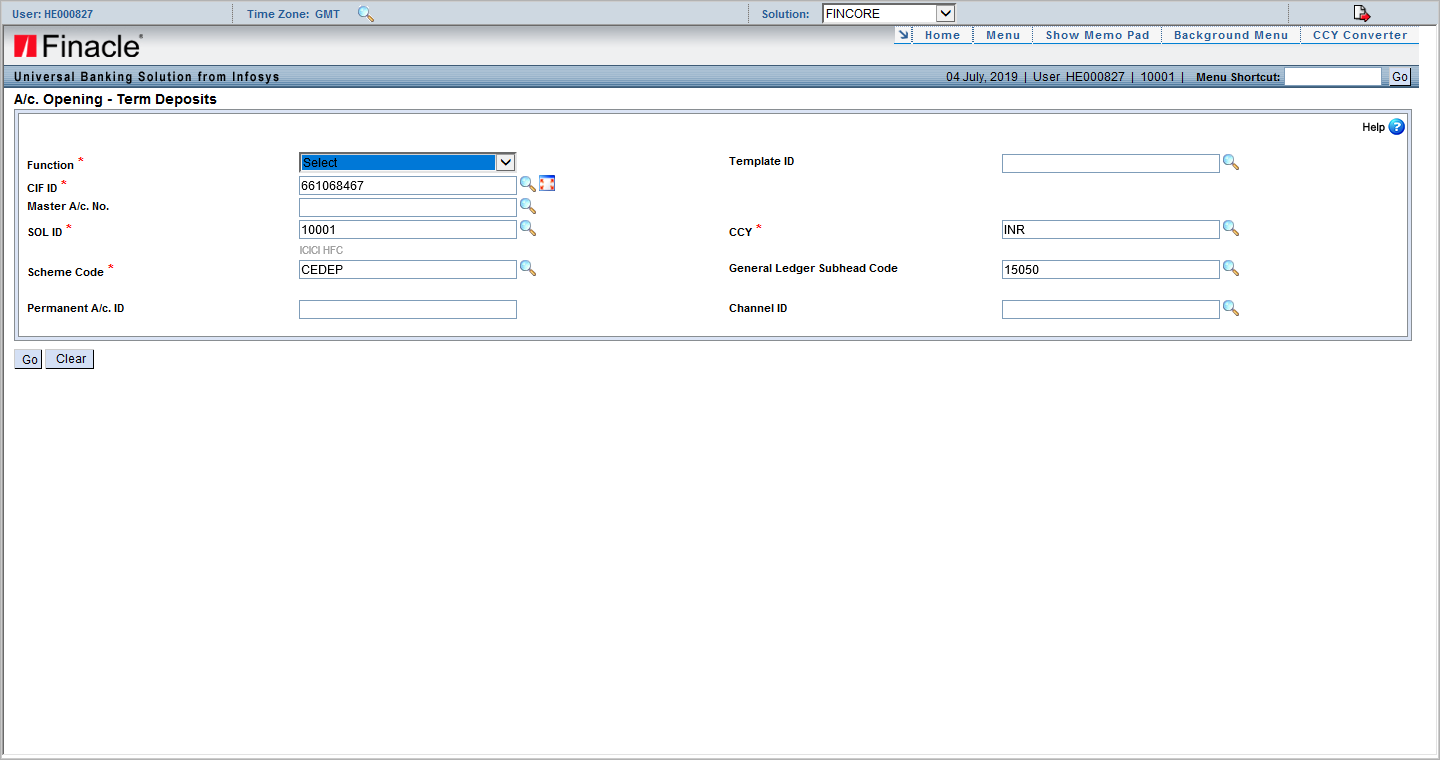 User: HE000827 Time Zone: GMT Solution: FINCORE
Finacle
Home Menu Show Memo Pad Background Menu CCY Converter
Universal Banking Solution from Infosys 04 July, 2019 | User HE000827 | 10001 | Menu Shortcut: Go
A/c. Opening - Term Deposits
Help ?
Function * Select Template ID
CIF ID * 661068467
Master A/c. No.
SOL ID * 10001 CCY * INR
ICICI HFC
Scheme Code * CEDEP General Ledger Subhead Code 15050
Permanent A/c. ID Channel ID
Go Clear